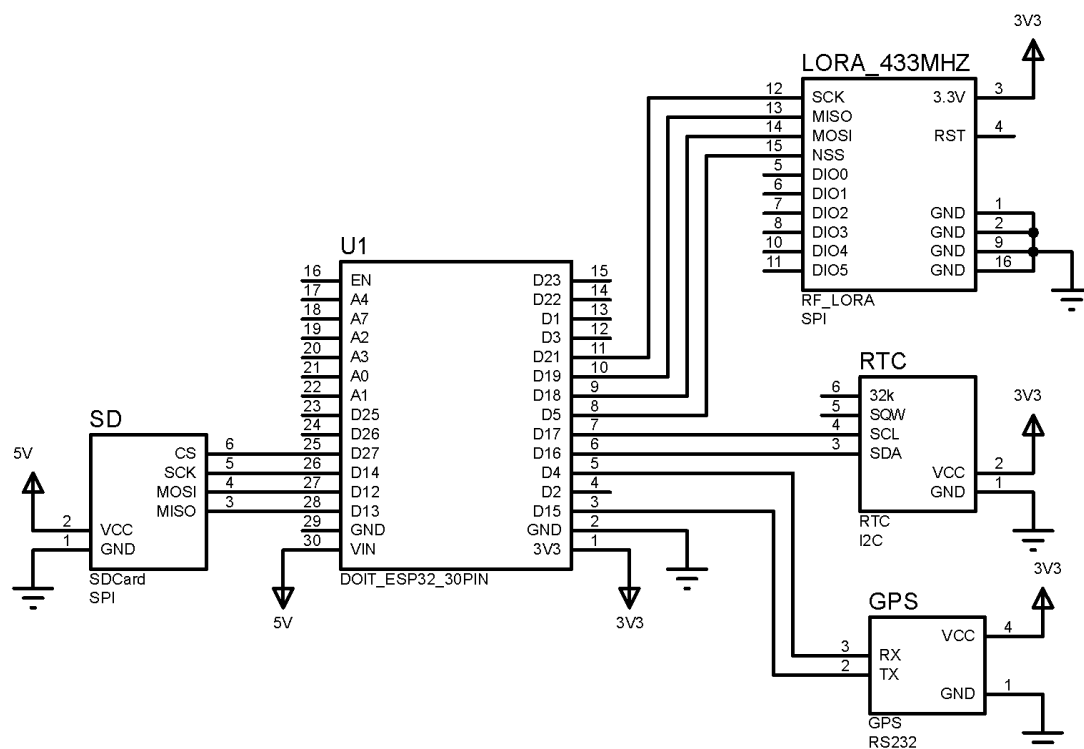 3V3
LORA_433MHZ
12 SCK 3.3V 3
13 MISO
14 MOSI RST 4
15 NSS
5 DIO0
6 DIO1
7 DIO2 GND 1
8 DIO3 GND 2
10 DIO4 GND 9
11 DIO5 GND 16
RF_LORA
SPI
U1
16 EN D23 15
17 A4 D22 14
18 A7 D1 13
19 A2 D3 12
20 A3 D21 11
21 A0 D19 10
22 A1 D18 9
23 D25 D5 8
24 D26 D17 7
25 D27 D16 6
26 D14 D4 5
27 D12 D2 4
28 D13 D15 3
29 GND GND 2
30 VIN 3V3 1
DOIT_ESP32_30PIN
5V
3V3
SD
5V
CS 6
SCK 5
MOSI 4
MISO 3
2 VCC
1 GND
SDCard
SPI
RTC
3V3
6 32k
5 SQW
4 SCL
3 SDA
VCC 2
GND 1
RTC
I2C
3V3
GPS
VCC 4
3 RX
2 TX
GND 1
GPS
RS232